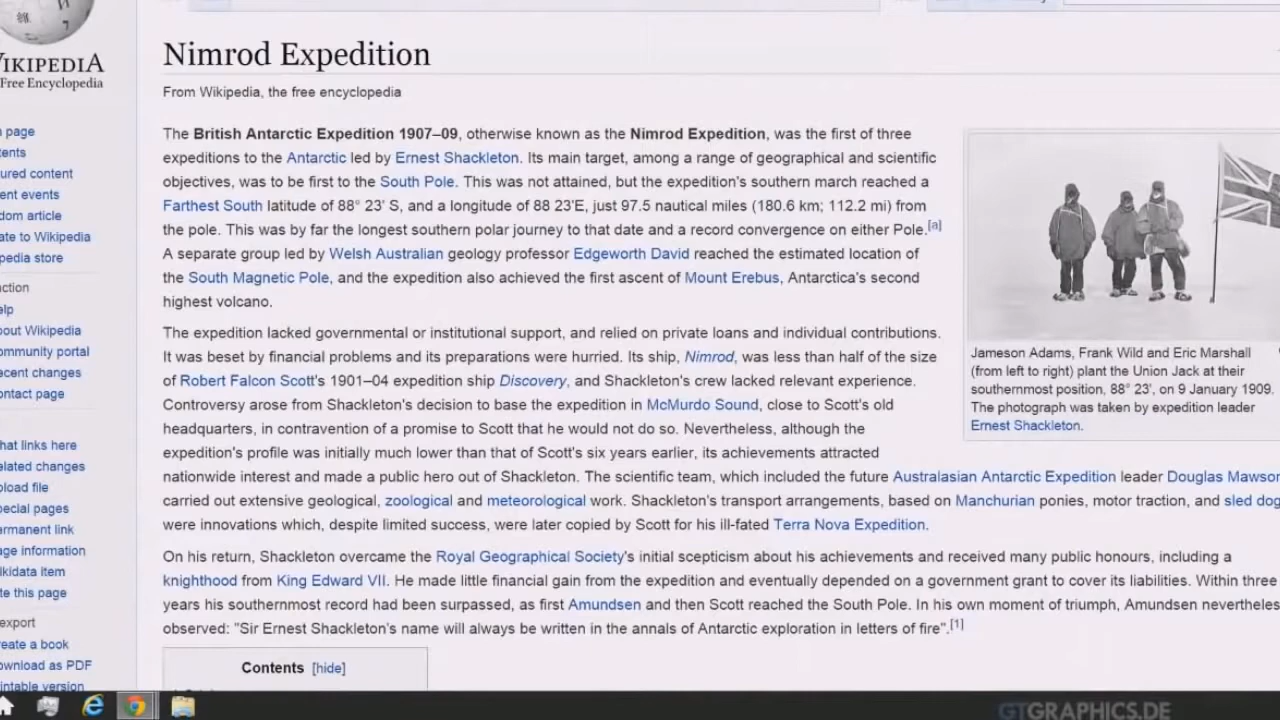 WIKIPEDIA
Free Encyclopedia
page
featured content
Nimrod Expedition
From Wikipedia, the free encyclopedia
The British Antarctic Expedition 1907–09, otherwise known as the Nimrod Expedition, was the first of three
expeditions to the Antarctic led by Ernest Shackleton. Its main target, among a range of geographical and scientific
objectives, was to be first to the South Pole. This was not attained, but the expedition's southern march reached a
Farthest South latitude of 88° 23' S, and a longitude of 88 23'E, just 97.5 nautical miles (180.6 km; 112.2 mi) from
the pole. This was by far the longest southern polar journey to that date and a record convergence on either Pole.[a]
A separate group led by Welsh Australian geology professor Edgeworth David reached the estimated location of
the South Magnetic Pole, and the expedition also achieved the first ascent of Mount Erebus, Antarctica's second
highest volcano.
The expedition lacked governmental or institutional support, and relied on private loans and individual contributions.
It was beset by financial problems and its preparations were hurried. Its ship, Nimrod, was less than half of the size
of Robert Falcon Scott's 1901–04 expedition ship Discovery, and Shackleton's crew lacked relevant experience.
Controversy arose from Shackleton's decision to base the expedition in McMurdo Sound, close to Scott's old
headquarters, in contravention of a promise to Scott that he would not do so. Nevertheless, although the
expedition's profile was initially much lower than that of Scott's six years earlier, its achievements attracted
nationwide interest and made a public hero out of Shackleton. The scientific team, which included the future Australasian Antarctic Expedition leader Douglas Mawson
carried out extensive geological, zoological and meteorological work. Shackleton's transport arrangements, based on Manchurian ponies, motor traction, and sled dog
were innovations which, despite limited success, were later copied by Scott for his ill-fated Terra Nova Expedition.
On his return, Shackleton overcame the Royal Geographical Society's initial scepticism about his achievements and received many public honours, including a
knighthood from King Edward VII. He made little financial gain from the expedition and eventually depended on a government grant to cover its liabilities. Within three
years his southernmost record had been surpassed, as first Amundsen and then Scott reached the South Pole. In his own moment of triumph, Amundsen nevertheles
observed: "Sir Ernest Shackleton's name will always be written in the annals of Antarctic exploration in letters of fire".[1]
Contents [hide]
Jameson Adams, Frank Wild and Eric Marshall
(from left to right) plant the Union Jack at their
southernmost position, 88° 23', on 9 January 1909.
The photograph was taken by expedition leader
Ernest Shackleton.
tents
ent events
dom article
ate to Wikipedia
pedia store
ction
elp
bout Wikipedia
ommunity portal
ecent changes
ontact page
hat links here
elated changes
pload file
pecial pages
ermanent link
age information
ikidata item
te this page
export
reate a book
ownload as PDF
intable version
GTGRAPHICS.DE